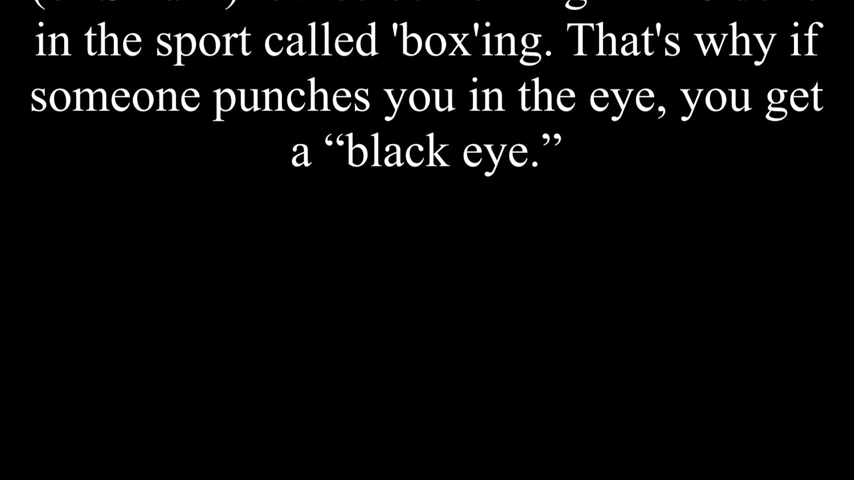 in the sport called 'box'ing. That's why if
someone punches you in the eye, you get
a “black eye.”